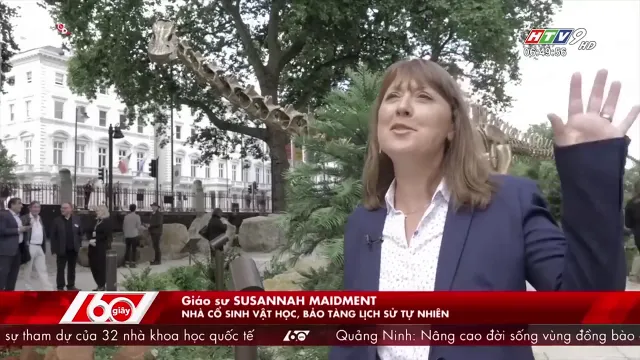 HTV9 HD
05:49:56
Giáo sư SUSANNAH MAIDMENT
NHÀ CỔ SINH VẬT HỌC, BẢO TÀNG LỊCH SỬ TỰ NHIÊN
60 giây
sự tham dự của 32 nhà khoa học quốc tế
Quảng Ninh: Nâng cao đời sống vùng đồng bào